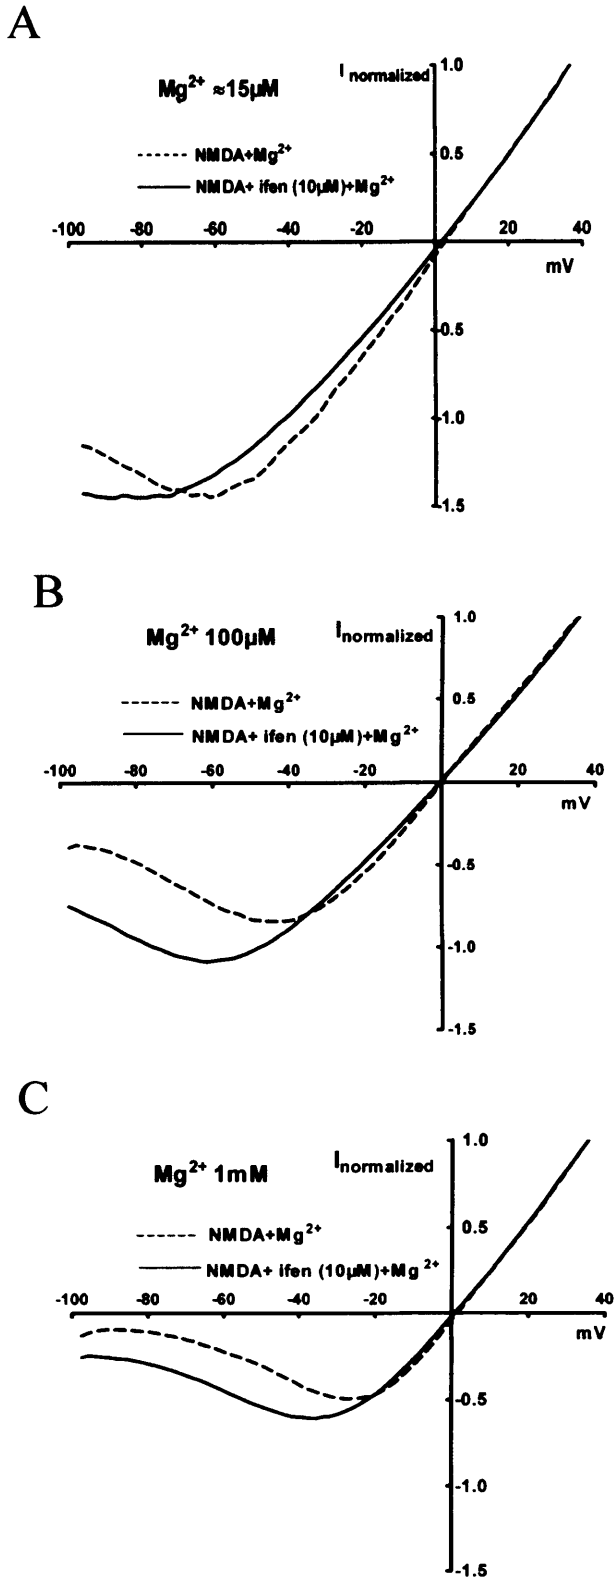 A
I normalized
1.0
Mg²⁺ ≈15µM
0.5
NMDA+Mg²⁺
NMDA+ ifen (10µM)+Mg²⁺
-100 -80 -60 -40 -20 20 40
mV
-0.5
-1.0
-1.5
B
Mg²⁺ 100µM
I normalized
1.0
NMDA+Mg²⁺
0.5
NMDA+ ifen (10µM)+Mg²⁺
-100 -80 -60 -40 -20 20 40
mV
-0.5
-1.0
-1.5
C
Mg²⁺ 1mM
I normalized
1.0
NMDA+Mg²⁺
0.5
NMDA+ ifen (10µM)+Mg²⁺
-100 -80 -60 -40 -20 20 40
mV
-0.5
-1.0
-1.5